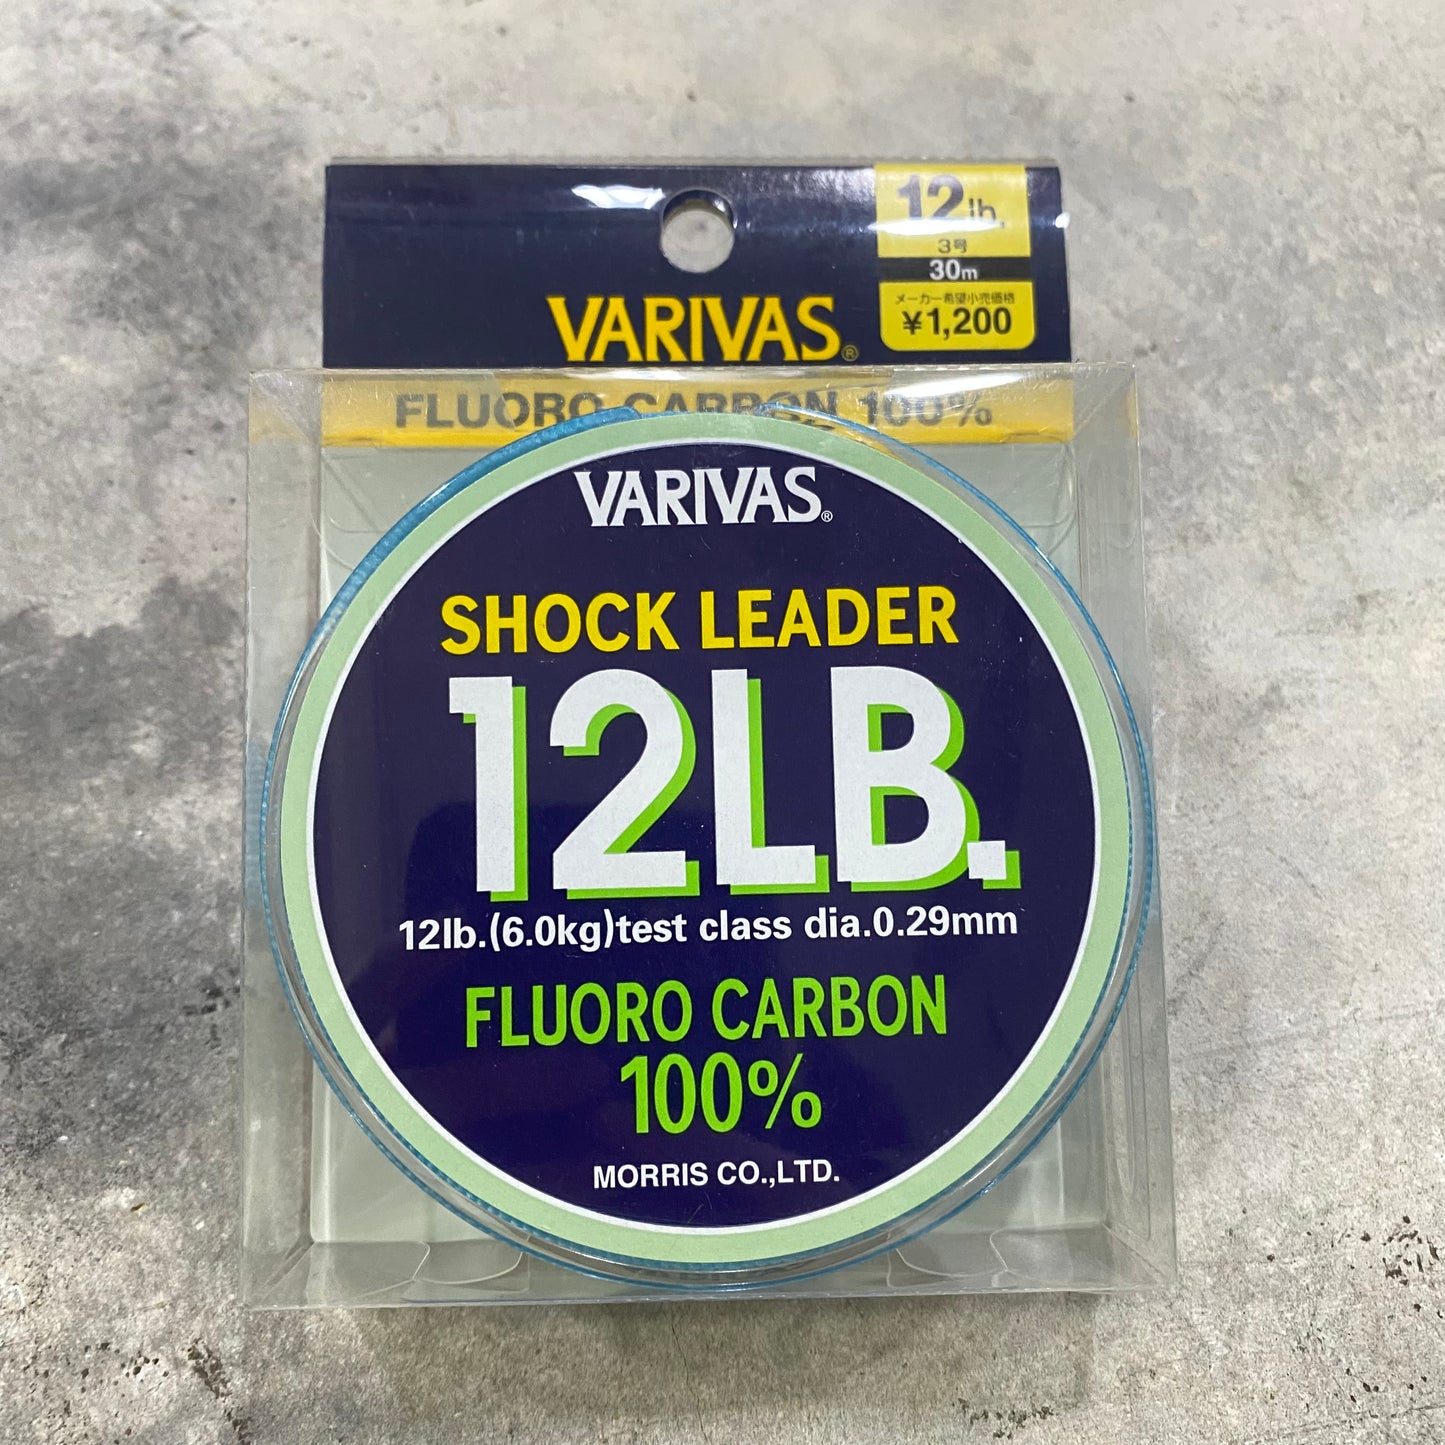 12lb.
3号
30m
メーカー希望小売価格
¥1,200
VARIVAS®
FLUORO CARBON 100%
VARIVAS®
SHOCK LEADER
12LB.
12lb.(6.0kg)test class dia.0.29mm
FLUORO CARBON
100%
MORRIS CO.,LTD.